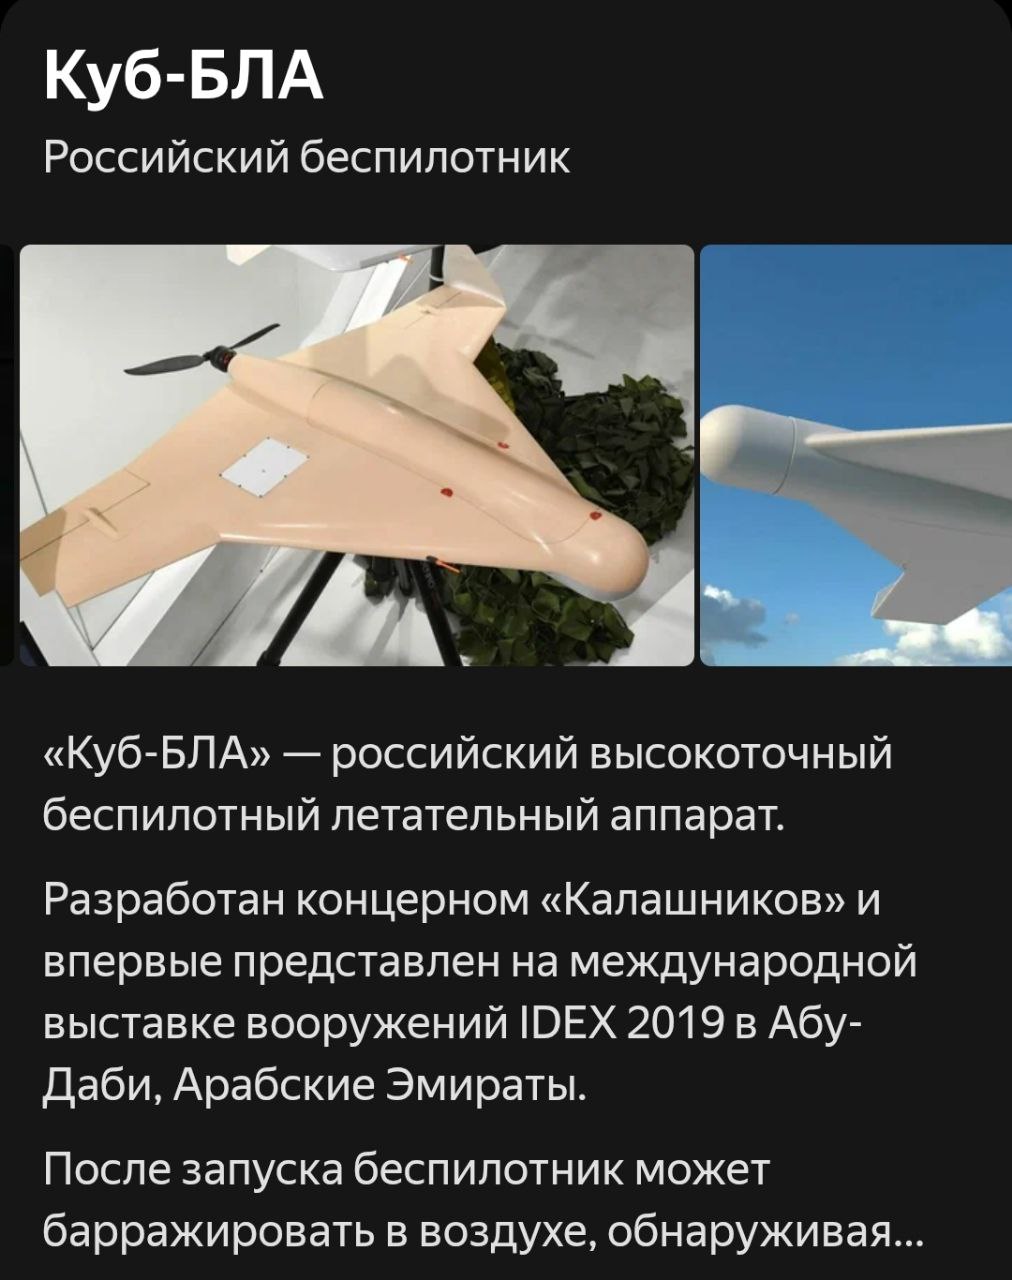 Куб-БЛА
Российский беспилотник
«Куб-БЛА» — российский высокоточный
беспилотный летательный аппарат.
Разработан концерном «Калашников» и
впервые представлен на международной
выставке вооружений IDEX 2019 в Абу-
Даби, Арабские Эмираты.
После запуска беспилотник может
барражировать в воздухе, обнаруживая...